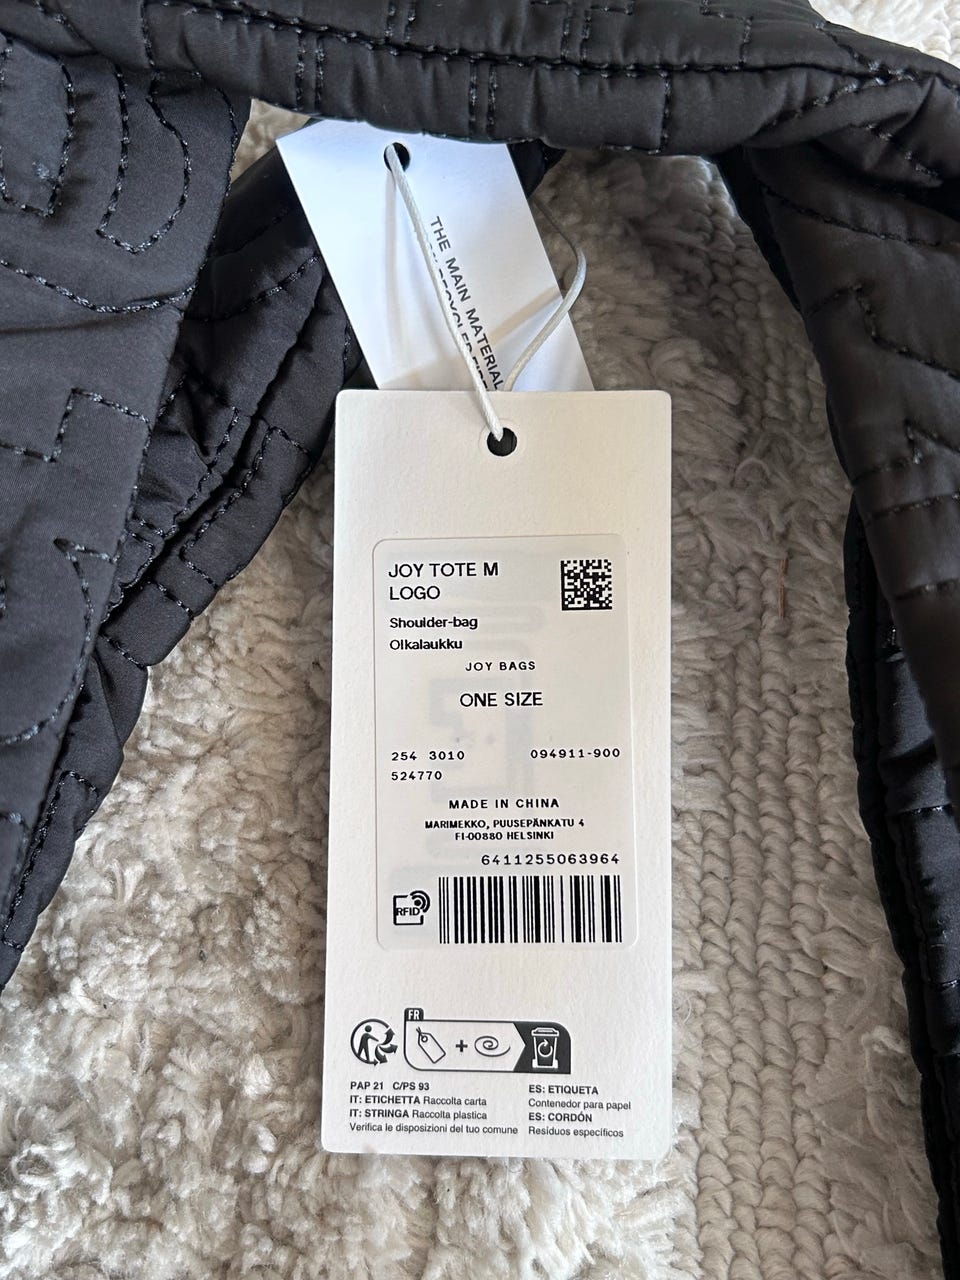 THE MAIN MATERIAL
JOY TOTE M
LOGO
Shoulder-bag
Olkalaukku
JOY BAGS
ONE SIZE
254 3010 094911-900
524770
MADE IN CHINA
MARIMEKKO, PUUSEPÄNKATU 4
FI-00880 HELSINKI
6411255063964
RFID
FR
PAP 21 C/PS 93
IT: ETICHETTA Raccolta carta
IT: STRINGA Raccolta plastica
Verifica le disposizioni del tuo comune
ES: ETIQUETA
Contenedor para papel
ES: CORDÓN
Residuos específicos